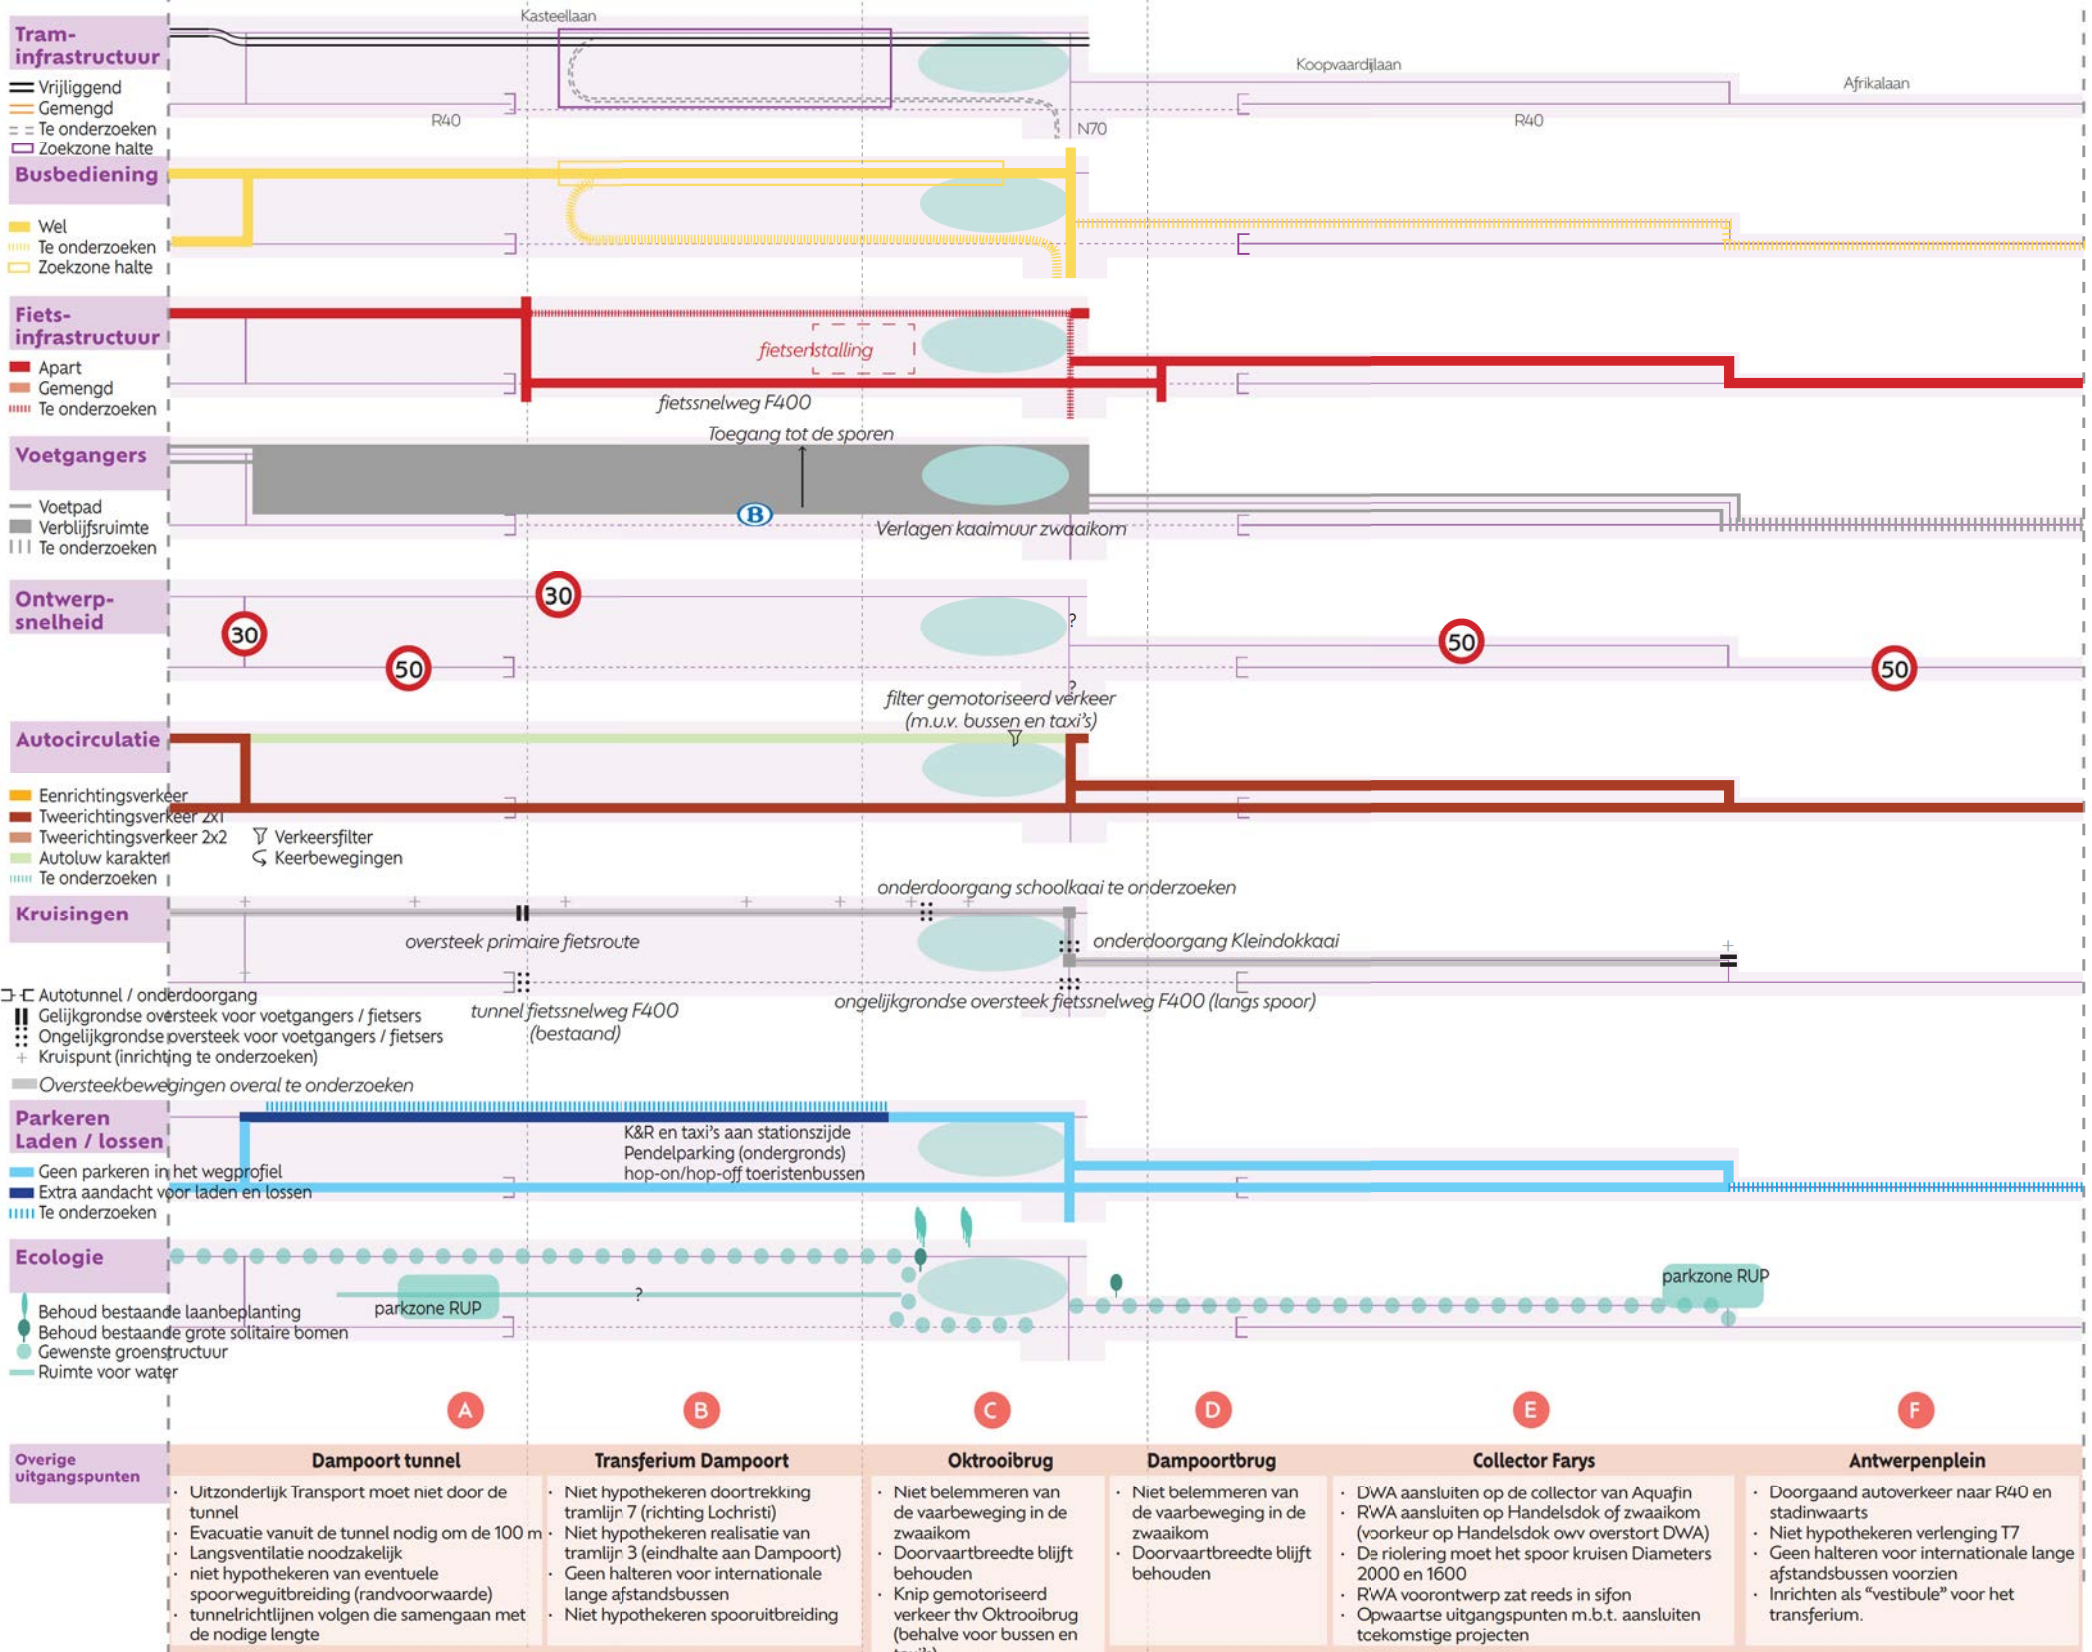 Kasteellaan
Tram-
infrastructuur
Vrijliggend
Gemengd
Te onderzoeken
Zoekzone halte
R40
N70
Koopvaardijlaan
Afrikalaan
R40
Busbediening
Wel
Te onderzoeken
Zoekzone halte
Fiets-
infrastructuur
Apart
Gemengd
Te onderzoeken
fietsenstalling
fietssnelweg F400
Voetgangers
Voetpad
Verblijfsruimte
Te onderzoeken
Toegang tot de sporen
B
Verlagen kaaimuur zwaaikom
Ontwerp-
snelheid
30
50
30
?
?
50
50
filter gemotoriseerd verkeer
(m.u.v. bussen en taxi's)
Autocirculatie
Eenrichtingsverkeer
Tweerichtingsverkeer 2x1
Tweerichtingsverkeer 2x2
Autoluw karakter
Te onderzoeken
Verkeersfilter
Keerbewegingen
Kruisingen
onderdoorgang schoolkaai te onderzoeken
oversteek primaire fietsroute
onderdoorgang Kleindokkaai
tunnel fietssnelweg F400
(bestaand)
ongelijkgrondse oversteek fietssnelweg F400 (langs spoor)
Autotunnel / onderdoorgang
Gelijkgrondse oversteek voor voetgangers / fietsers
Ongelijkgrondse oversteek voor voetgangers / fietsers
Kruispunt (inrichting te onderzoeken)
Oversteekbewegingen overal te onderzoeken
Parkeren
Laden / lossen
Geen parkeren in het wegprofiel
Extra aandacht voor laden en lossen
Te onderzoeken
K&R en taxi's aan stationszijde
Pendelparking (ondergronds)
hop-on/hop-off toeristenbussen
Ecologie
Behoud bestaande laanbeplanting
Behoud bestaande grote solitaire bomen
Gewenste groenstructuur
Ruimte voor water
parkzone RUP
?
parkzone RUP
A
B
C
D
E
F
Overige
uitgangspunten
Dampoort tunnel
· Uitzonderlijk Transport moet niet door de
tunnel
· Evacuatie vanuit de tunnel nodig om de 100 m
· Langsventilatie noodzakelijk
· niet hypothekeren van eventuele
spoorweguitbreiding (randvoorwaarde)
· tunnelrichtlijnen volgen die samengaan met
de nodige lengte
Transferium Dampoort
· Niet hypothekeren doortrekking
tramlijn 7 (richting Lochristi)
· Niet hypothekeren realisatie van
tramlijn 3 (eindhalte aan Dampoort)
· Geen halteren voor internationale
lange afstandsbussen
· Niet hypothekeren spooruitbreiding
Oktrooibrug
· Niet belemmeren van
de vaarbeweging in de
zwaaikom
· Doorvaartbreedte blijft
behouden
· Knip gemotoriseerd
verkeer thv Oktrooibrug
(behalve voor bussen en
Dampoortbrug
· Niet belemmeren van
de vaarbeweging in de
zwaaikom
· Doorvaartbreedte blijft
behouden
Collector Farys
· DWA aansluiten op de collector van Aquafin
· RWA aansluiten op Handelsdok of zwaaikom
(voorkeur op Handelsdok owv overstort DWA)
· De riolering moet het spoor kruisen Diameters
2000 en 1600
· RWA voorontwerp zat reeds in sifon
· Opwaartse uitgangspunten m.b.t. aansluiten
toekomstige projecten
Antwerpenplein
· Doorgaand autoverkeer naar R40 en
stadinwaarts
· Niet hypothekeren verlenging T7
· Geen halteren voor internationale lange
afstandsbussen voorzien
· Inrichten als "vestibule" voor het
transferium.